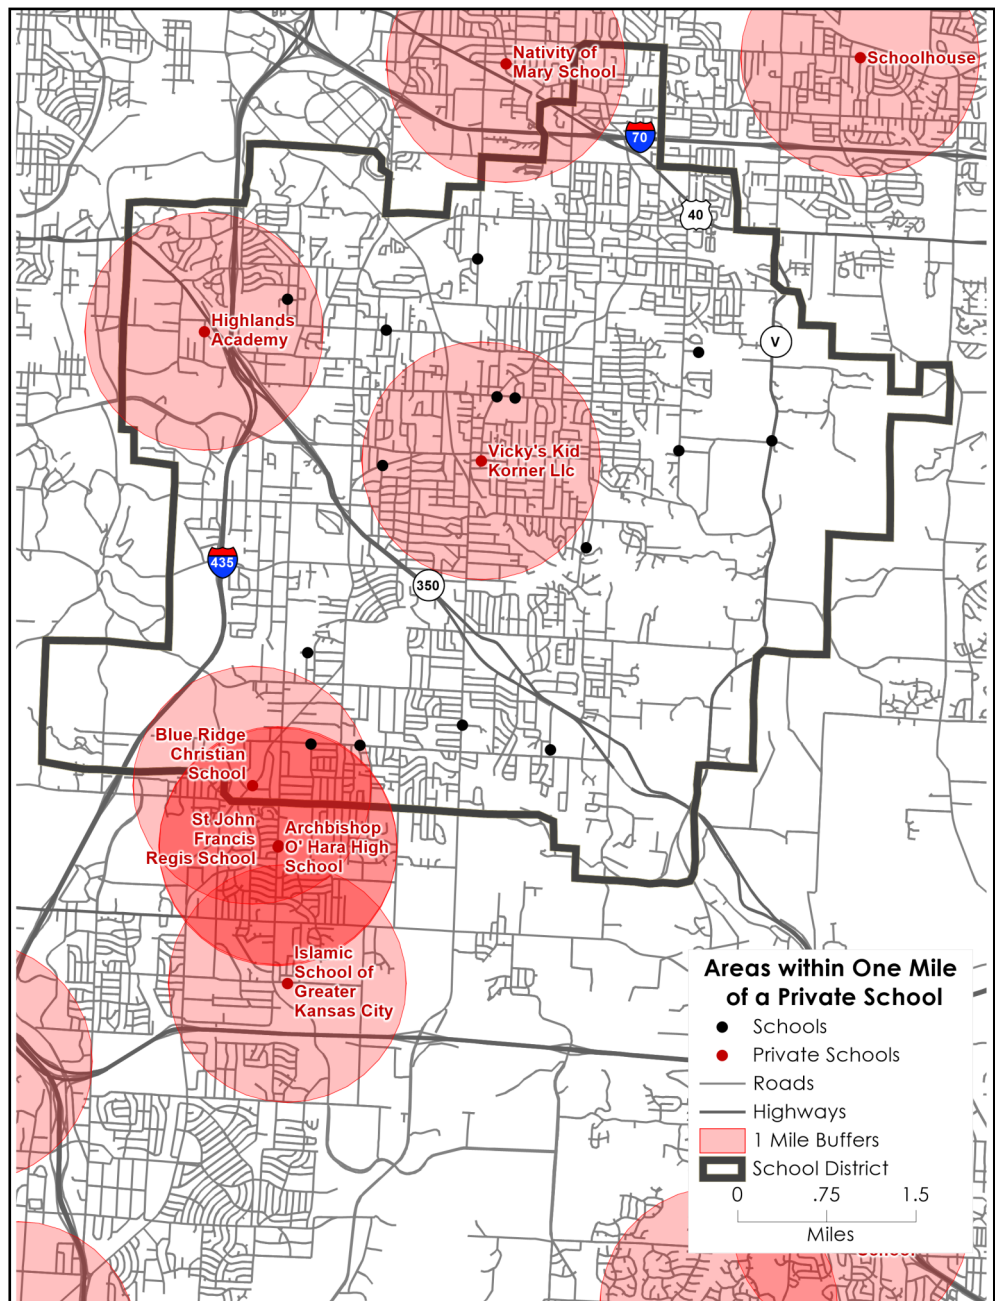 Nativity of
Mary School
Schoolhouse
70
40
Highlands
Academy
V
Vicky's Kid
Korner Llc
435
350
Blue Ridge
Christian
School
St John
Francis
Regis School
Archbishop
O' Hara High
School
Islamic
School of
Greater
Kansas City
Areas within One Mile
of a Private School
Schools
Private Schools
Roads
Highways
1 Mile Buffers
School District
0 .75 1.5
Miles
School